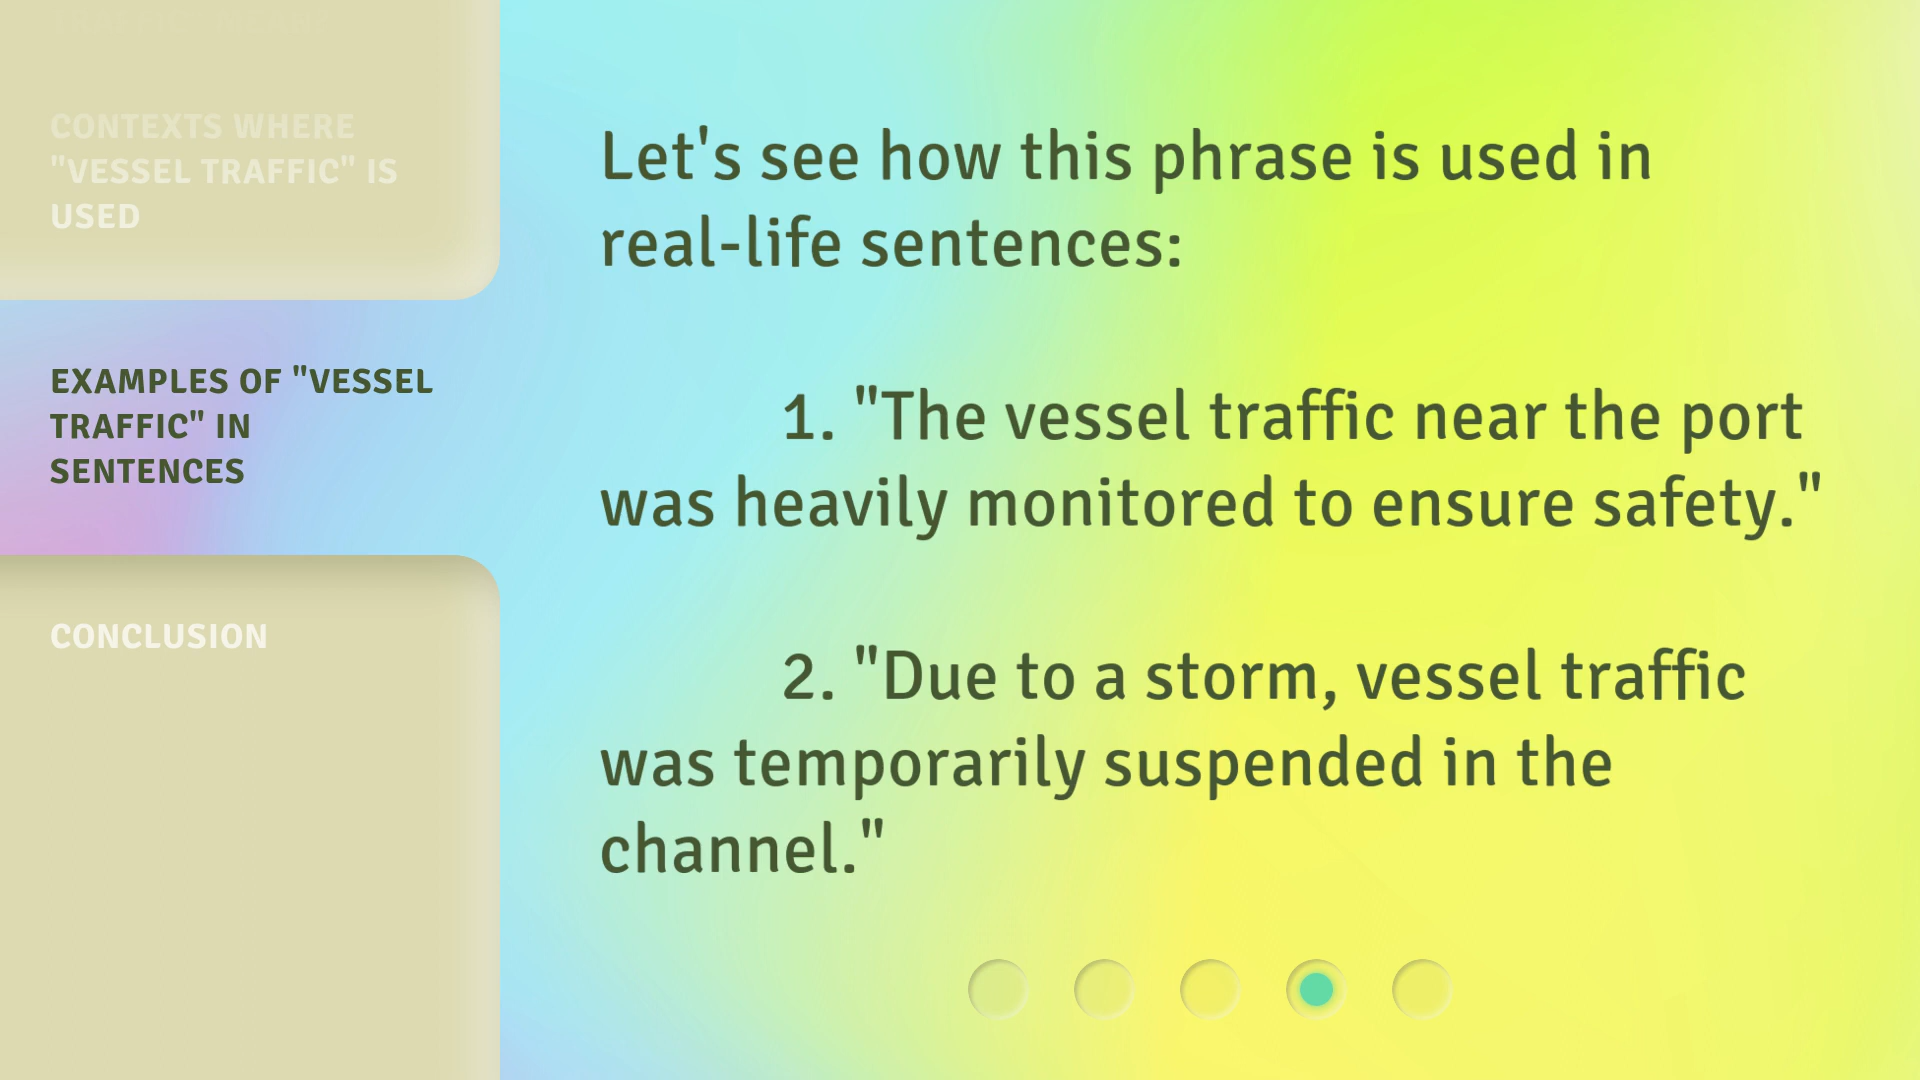 CONTEXTS WHERE
"VESSEL TRAFFIC" IS
USED
EXAMPLES OF "VESSEL
TRAFFIC" IN
SENTENCES
CONCLUSION
Let's see how this phrase is used in
real-life sentences:
1. "The vessel traffic near the port
was heavily monitored to ensure safety."
2. "Due to a storm, vessel traffic
was temporarily suspended in the
channel."